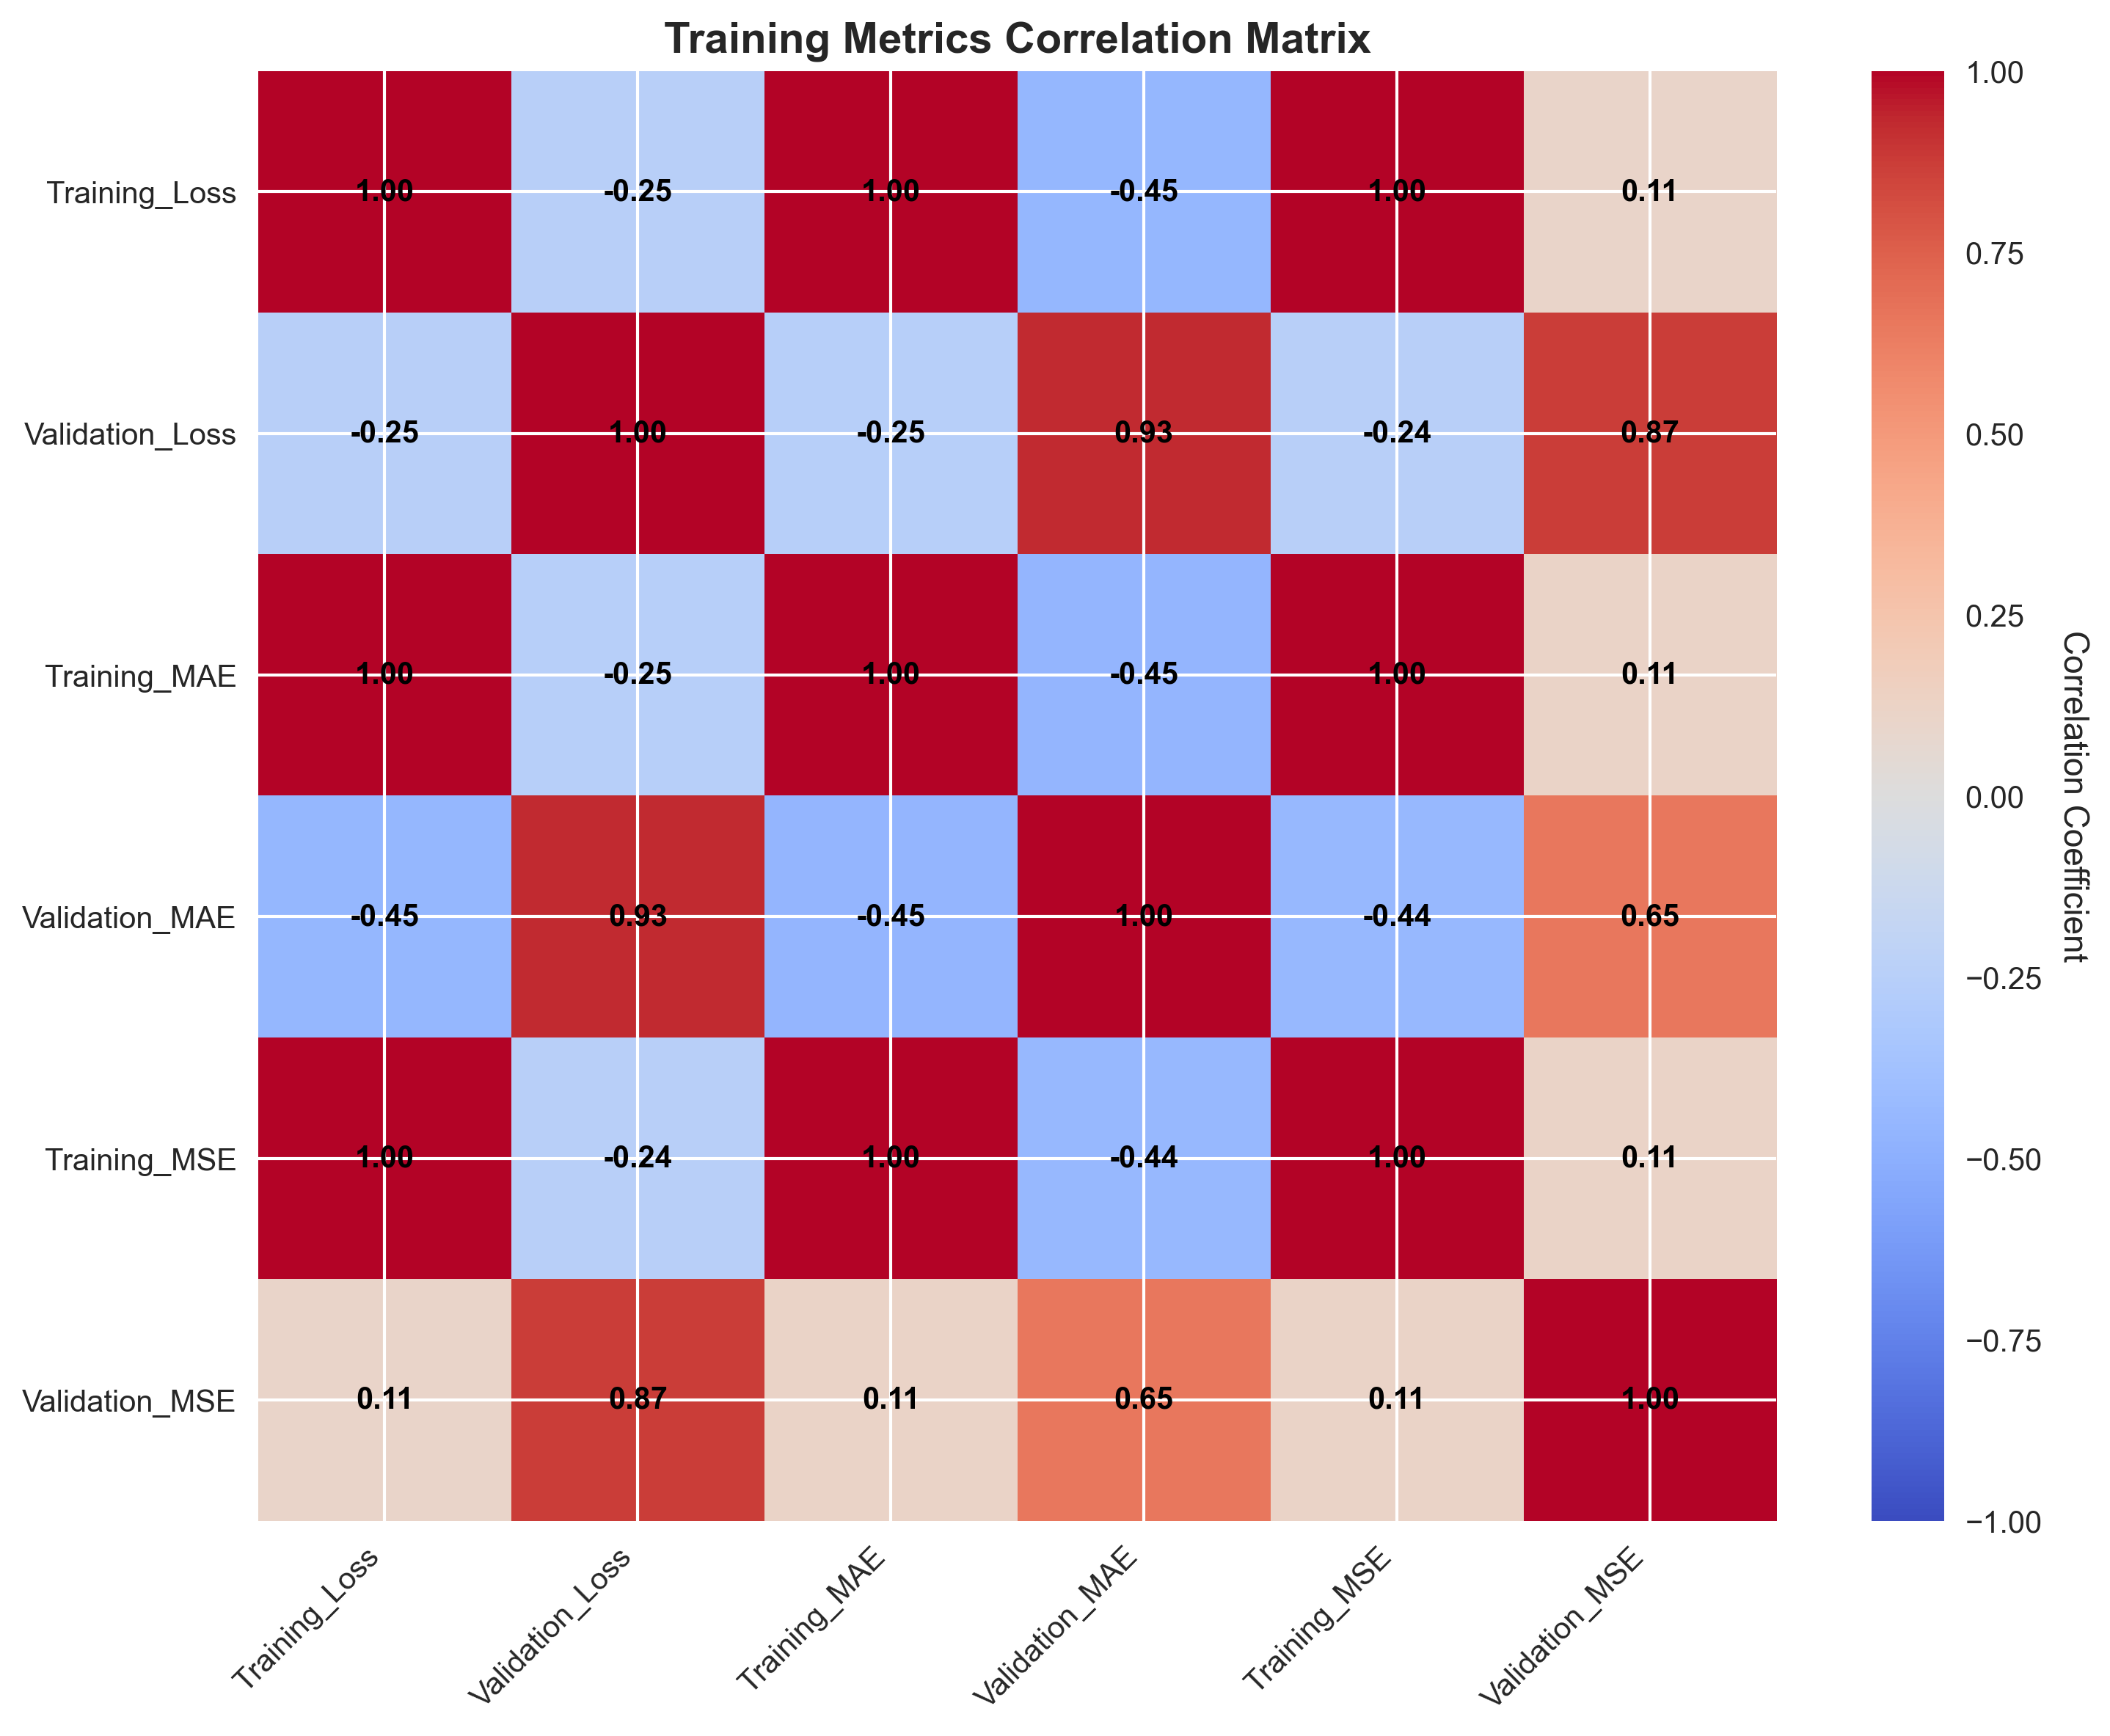 Training Metrics Correlation Matrix
Training_Loss 1.00 -0.25 1.00 -0.45 1.00 0.11
Validation_Loss -0.25 1.00 -0.25 0.93 -0.24 0.87
Training_MAE 1.00 -0.25 1.00 -0.45 1.00 0.11
Validation_MAE -0.45 0.93 -0.45 1.00 -0.44 0.65
Training_MSE 1.00 -0.24 1.00 -0.44 1.00 0.11
Validation_MSE 0.11 0.87 0.11 0.65 0.11 1.00
Training_Loss Validation_Loss Training_MAE Validation_MAE Training_MSE Validation_MSE
1.00
0.75
0.50
0.25
0.00
−0.25
−0.50
−0.75
−1.00
Correlation Coefficient